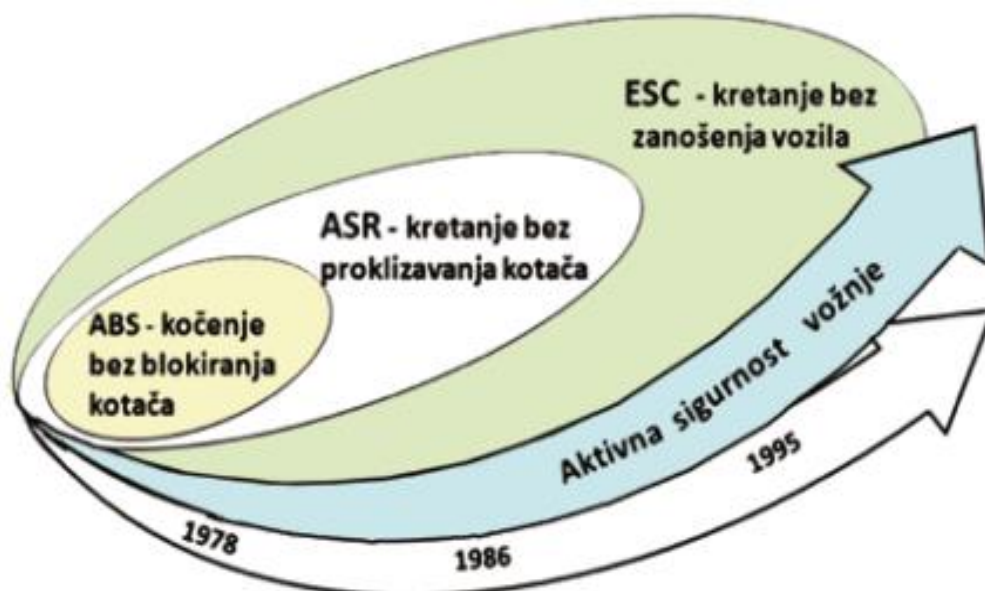 ESC - kretanje bez
zanošenja vozila
ASR - kretanje bez
proklizavanja kotača
ABS - kočenje
bez blokiranja
kotača
Aktivna sigurnost vožnje
1978
1986
1995